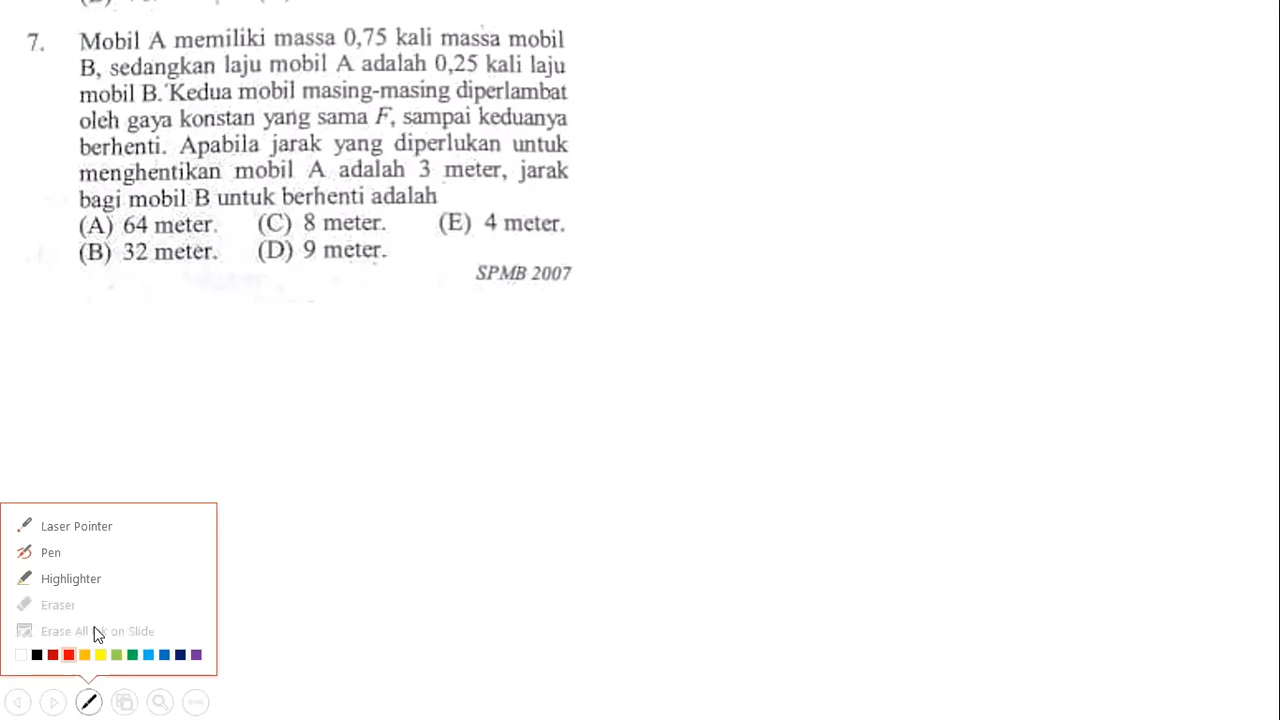 7. Mobil A memiliki massa 0,75 kali massa mobil
B, sedangkan laju mobil A adalah 0,25 kali laju
mobil B. Kedua mobil masing-masing diperlambat
oleh gaya konstan yang sama F, sampai keduanya
berhenti. Apabila jarak yang diperlukan untuk
menghentikan mobil A adalah 3 meter, jarak
bagi mobil B untuk berhenti adalah
(A) 64 meter. (C) 8 meter. (E) 4 meter.
(B) 32 meter. (D) 9 meter.
SPMB 2007
Laser Pointer
Pen
Highlighter
Eraser
Erase All Ink on Slide